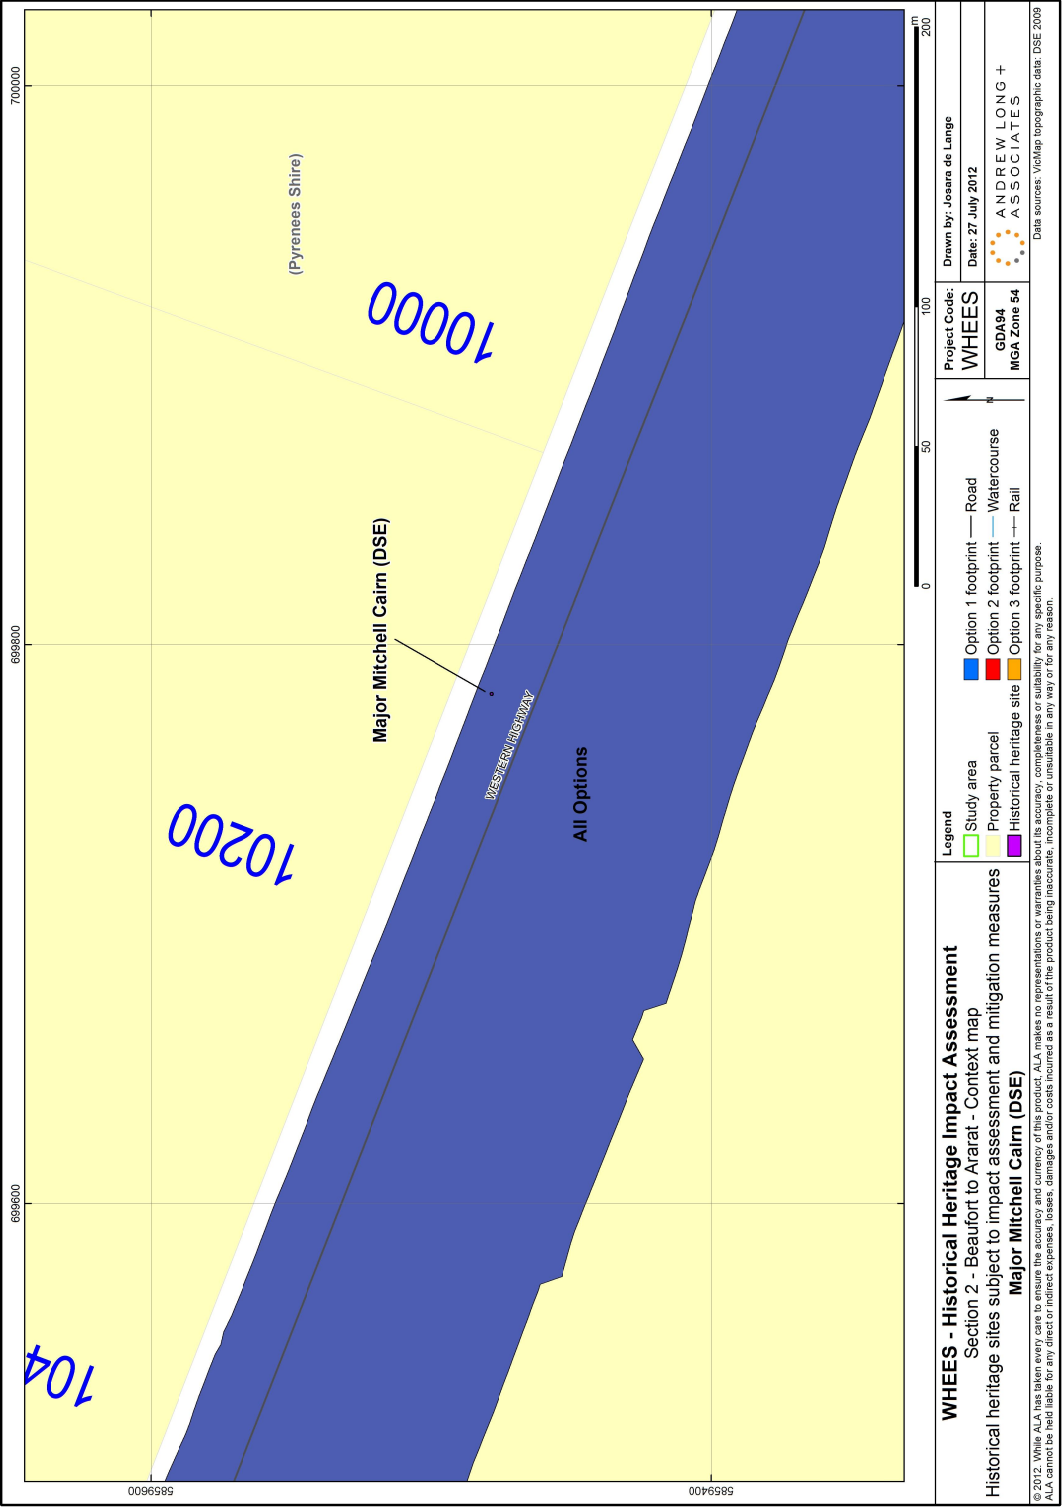 699600
699800
700000
5859600
5859400
104
10200
10000
(Pyrenees Shire)
Major Mitchell Cairn (DSE)
WESTERN HIGHWAY
All Options
0
50
100
200
m
WHEES - Historical Heritage Impact Assessment
Section 2 - Beaufort to Ararat - Context map
Historical heritage sites subject to impact assessment and mitigation measures
Major Mitchell Cairn (DSE)
Legend
Study area
Property parcel
Historical heritage site
Option 1 footprint
Option 2 footprint
Option 3 footprint
Road
Watercourse
Rail
N
Project Code:
WHEES
GDA94
MGA Zone 54
Drawn by: Josara de Lange
Date: 27 July 2012
ANDREW LONG +
ASSOCIATES
© 2012. While ALA has taken every care to ensure the accuracy and currency of this product, ALA makes no representations or warranties about its accuracy, completeness or suitability for any specific purpose.
ALA cannot be held liable for any direct or indirect expenses, losses, damages and/or costs incurred as a result of the product being inaccurate, incomplete or unsuitable in any way or for any reason.
Data sources: VicMap topographic data: DSE 2009